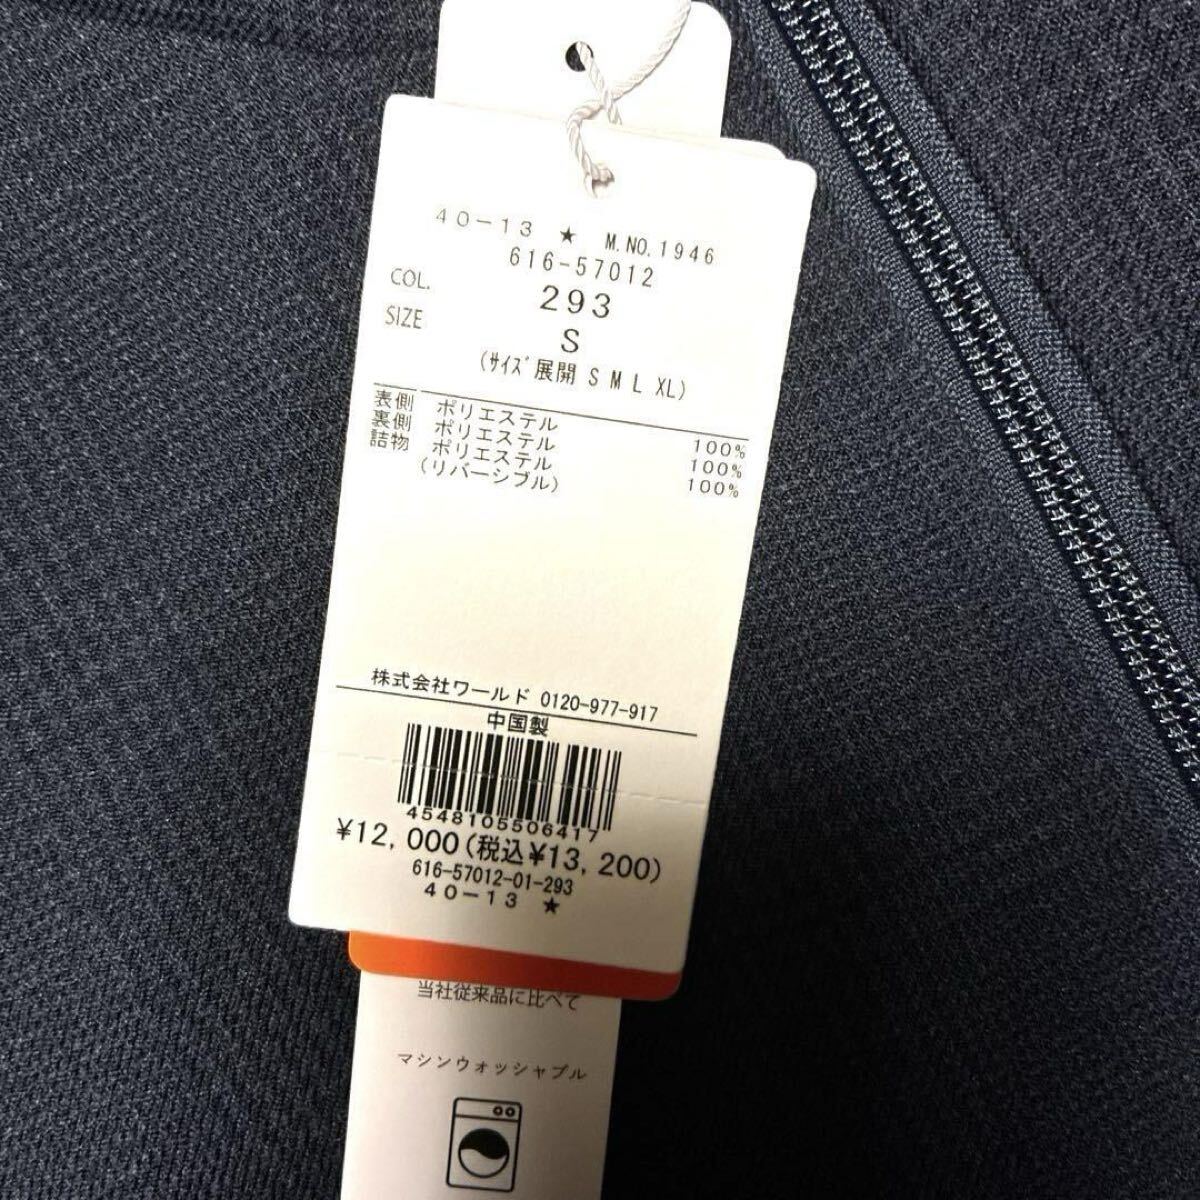 40-13 ★ M.NO.1946
616-57012
COL. 293
SIZE S
(ｻｲｽﾞ展開 S M L XL)
表側 ポリエステル 100%
裏側 ポリエステル 100%
詰物 ポリエステル 100%
(リバーシブル)
株式会社ワールド 0120-977-917
中国製
4548105506417
¥12,000(税込¥13,200)
616-57012-01-293
40-13 ★
当社従来品に比べて
マシンウォッシャブル